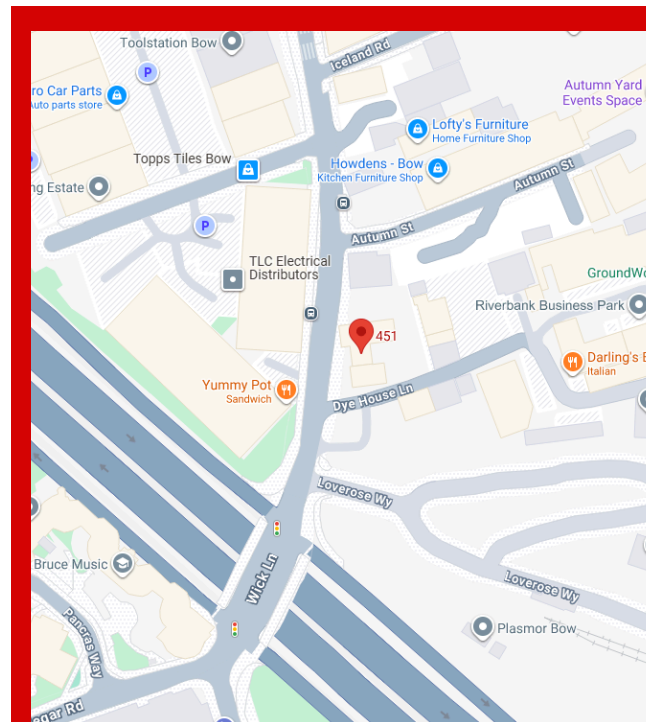 Toolstation Bow
P
Iceland Rd
ro Car Parts
Auto parts store
Autumn Yard
Events Space
Lofty's Furniture
Home Furniture Shop
Topps Tiles Bow
Howdens - Bow
Kitchen Furniture Shop
ng Estate
Autumn St
P
Autumn St
TLC Electrical
Distributors
GroundWo
Riverbank Business Park
451
Darling's B
Italian
Yummy Pot
Sandwich
Dye House Ln
Loverose Wy
Bruce Music
Wick Ln
Loverose Wy
Pancras Way
Plasmor Bow
egar Rd